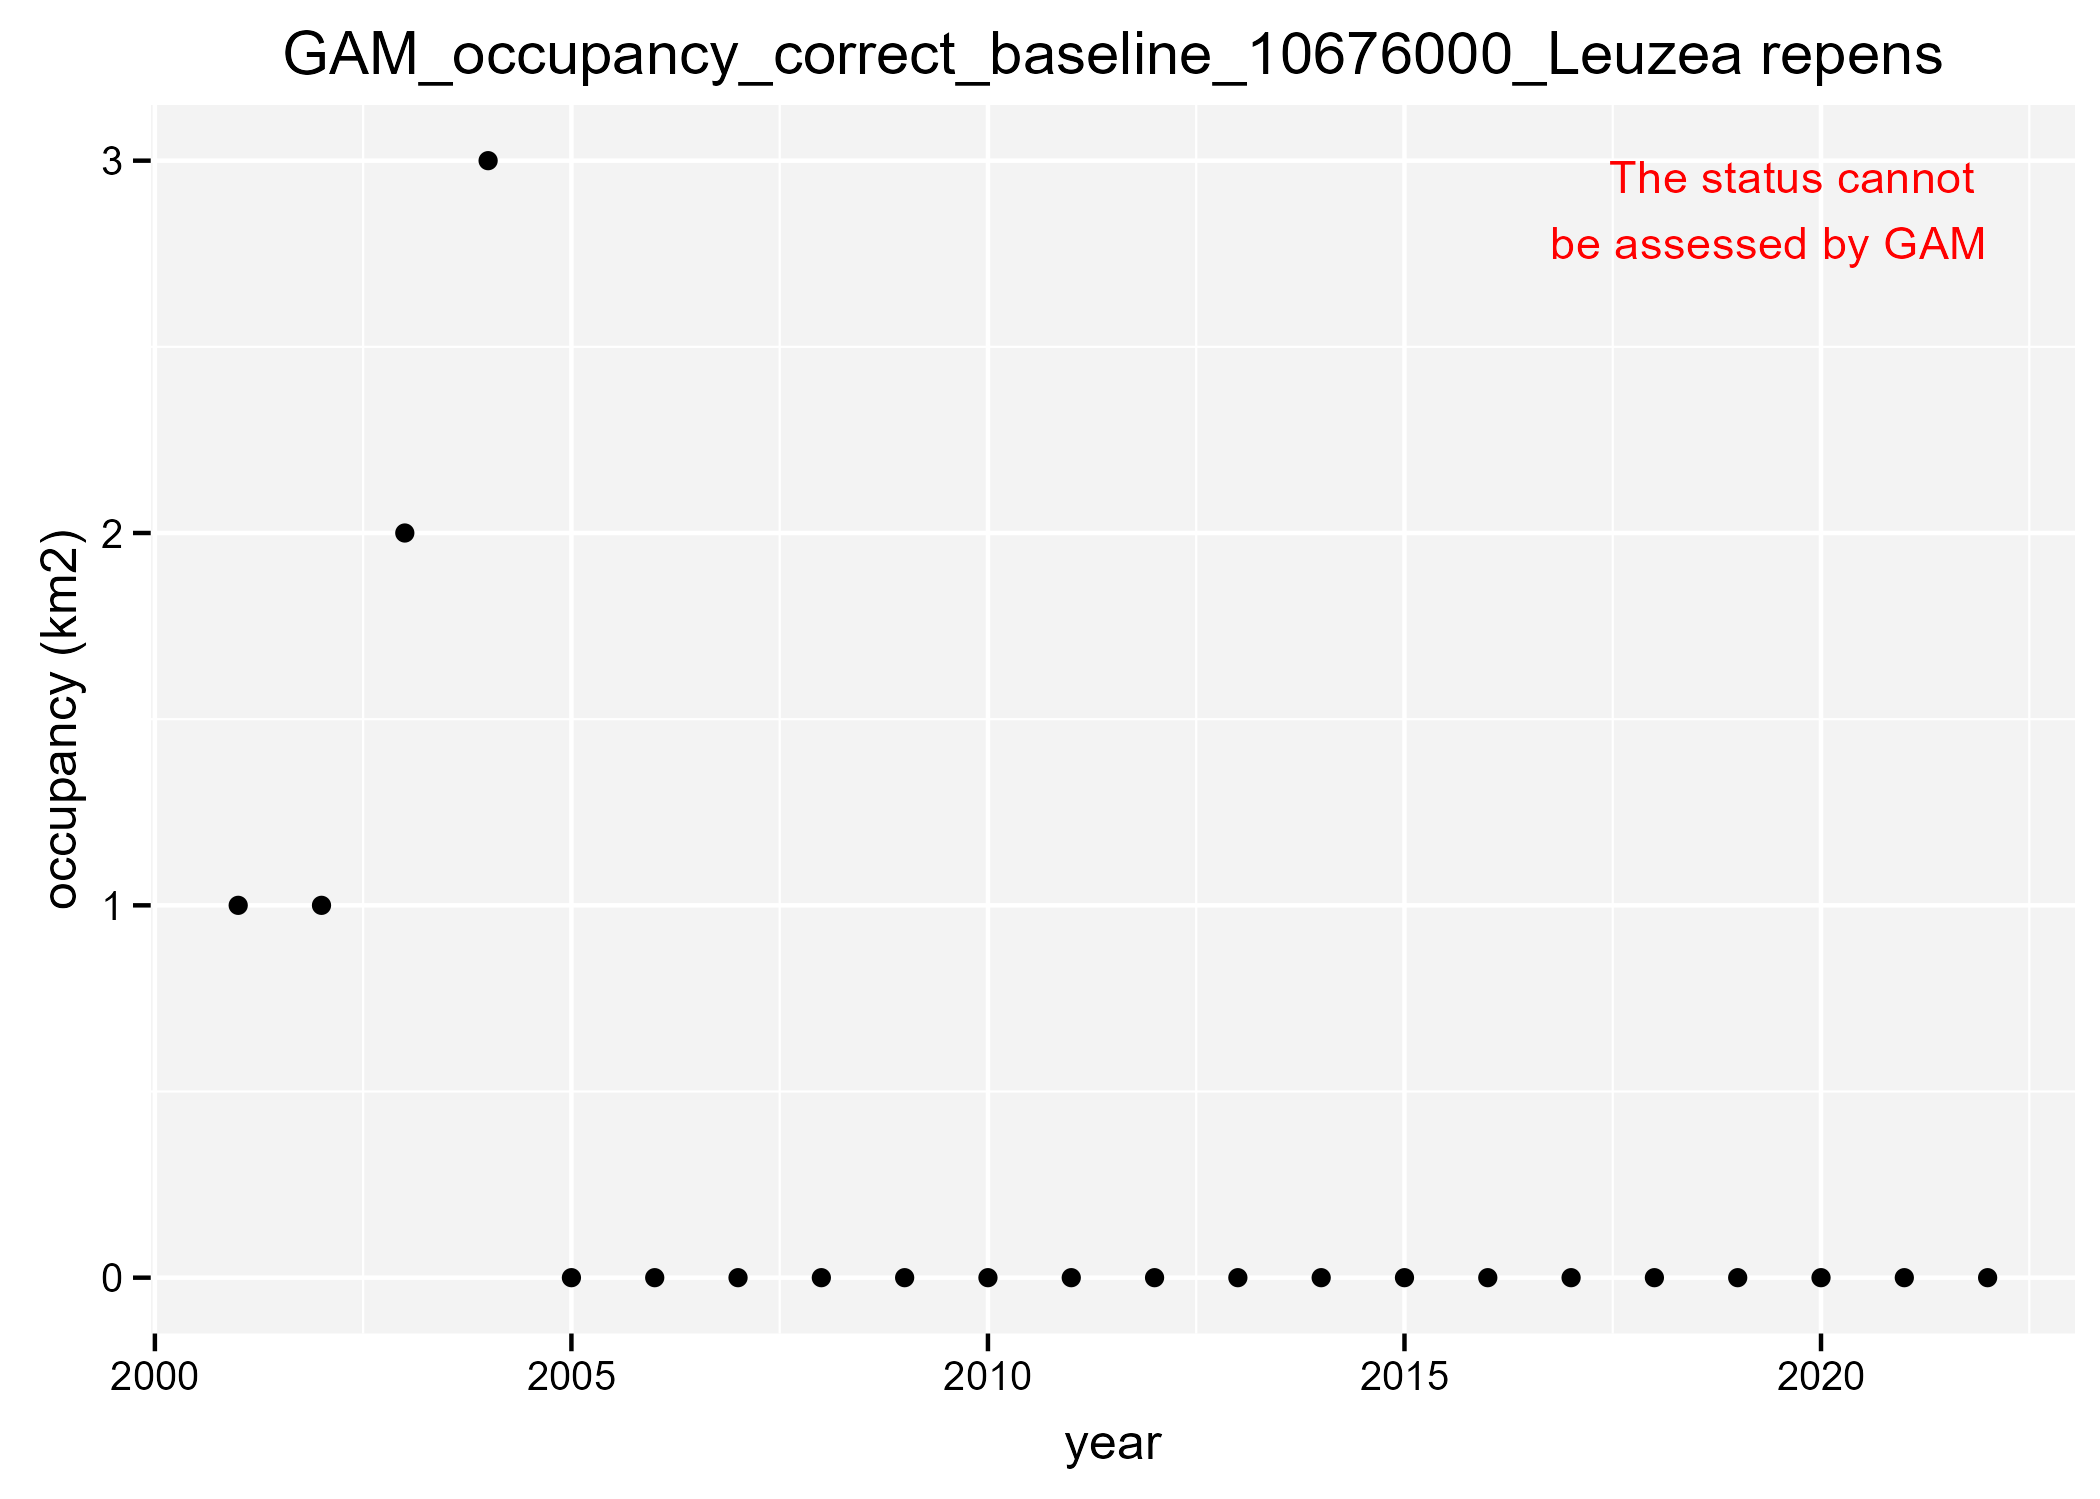 GAM_occupancy_correct_baseline_10676000_Leuzea repens
The status cannot
be assessed by GAM
occupancy (km2)
3
2
1
0
2000 2005 2010 2015 2020
year